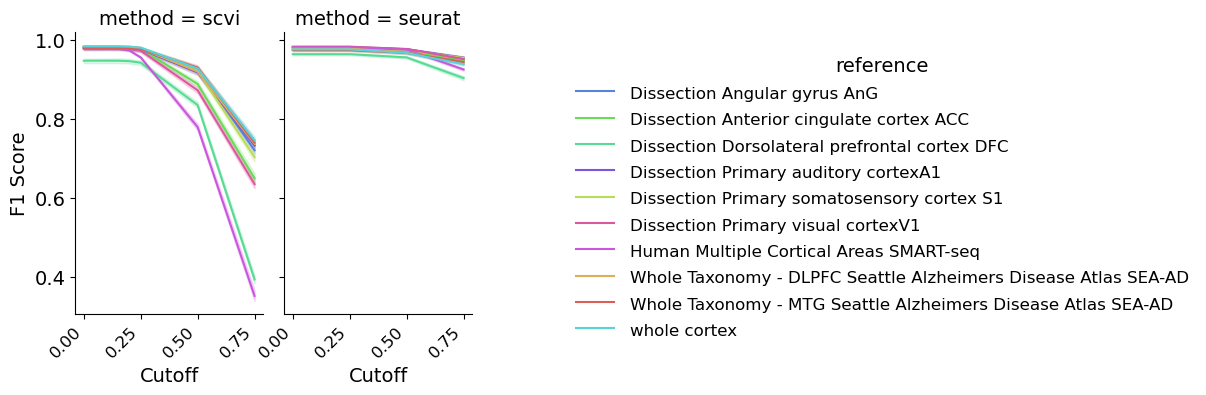 method = scvi
method = seurat
F1 Score
1.0
0.8
0.6
0.4
0.00
0.25
0.50
0.75
Cutoff
0.00
0.25
0.50
0.75
Cutoff
reference
Dissection Angular gyrus AnG
Dissection Anterior cingulate cortex ACC
Dissection Dorsolateral prefrontal cortex DFC
Dissection Primary auditory cortexA1
Dissection Primary somatosensory cortex S1
Dissection Primary visual cortexV1
Human Multiple Cortical Areas SMART-seq
Whole Taxonomy - DLPFC Seattle Alzheimers Disease Atlas SEA-AD
Whole Taxonomy - MTG Seattle Alzheimers Disease Atlas SEA-AD
whole cortex